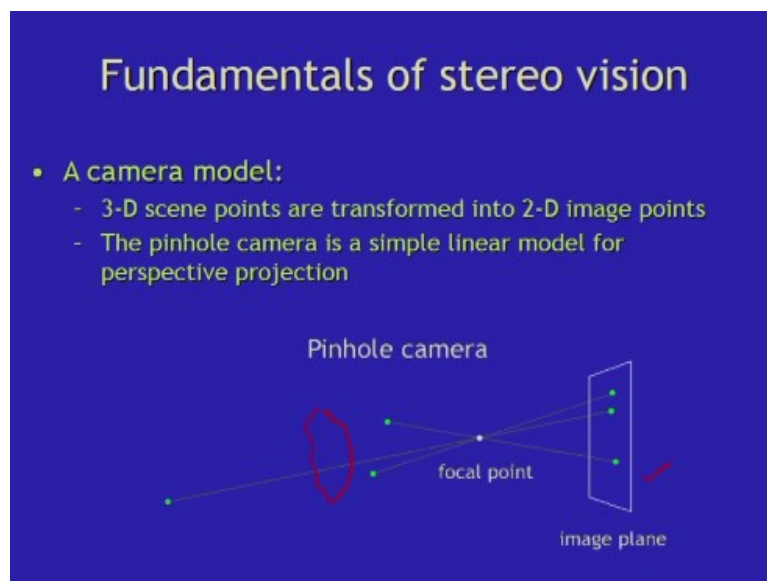 Fundamentals of stereo vision
• A camera model:
- 3-D scene points are transformed into 2-D image points
- The pinhole camera is a simple linear model for
perspective projection
Pinhole camera
focal point
image plane